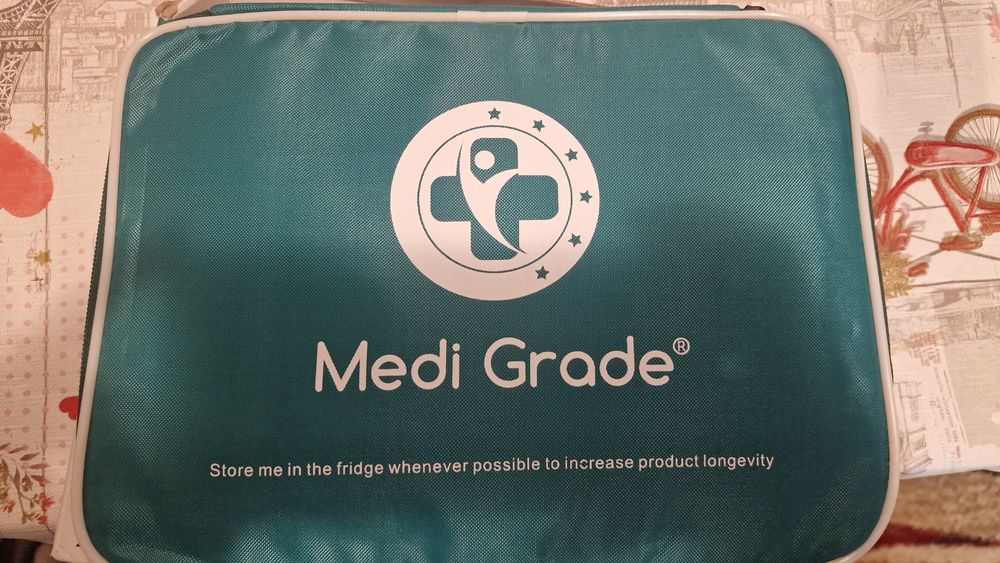 Medi Grade®
Store me in the fridge whenever possible to increase product longevity